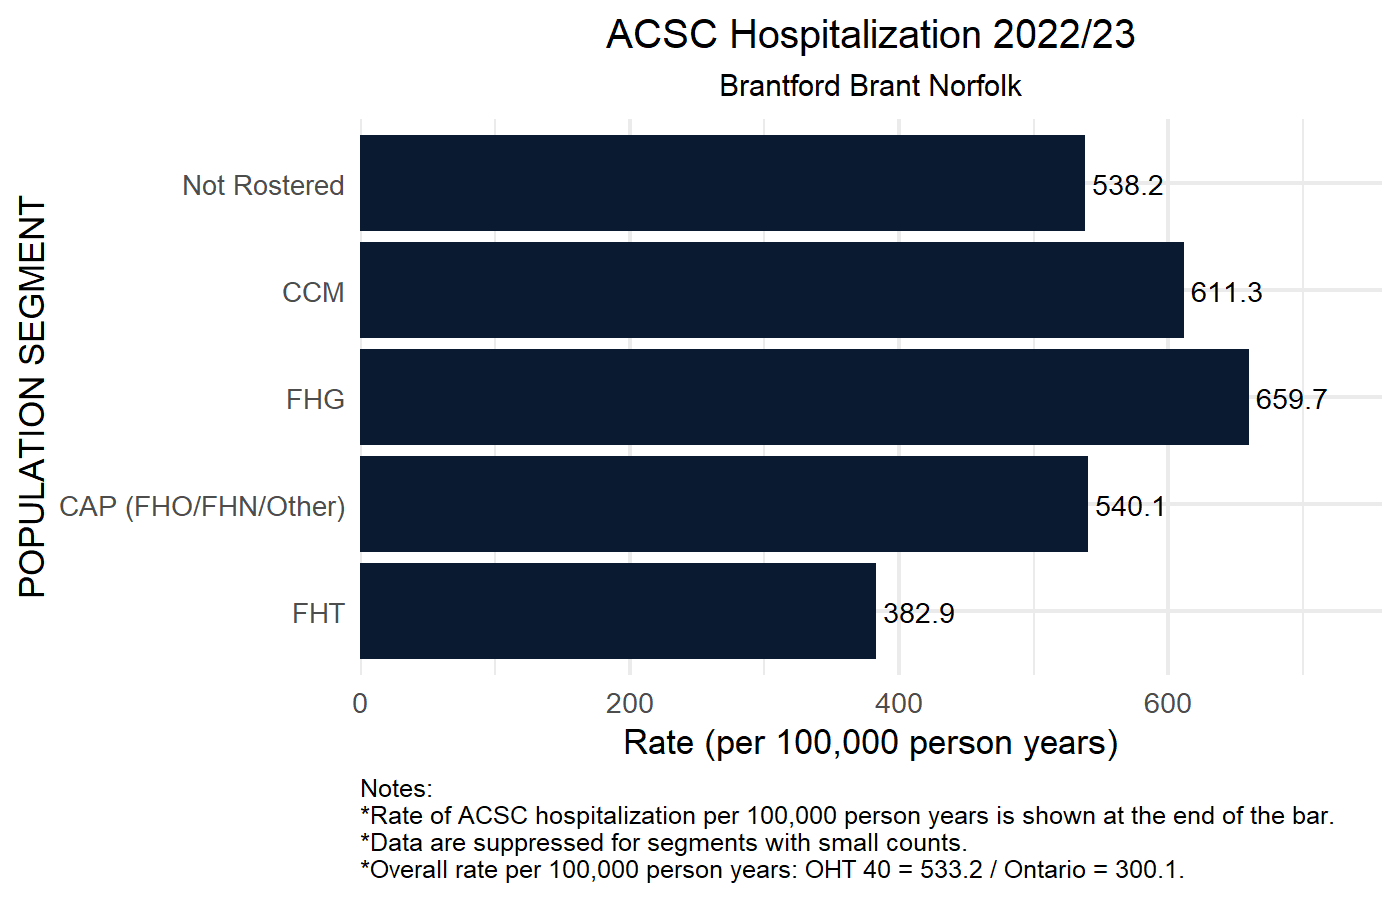 ACSC Hospitalization 2022/23
Brantford Brant Norfolk
POPULATION SEGMENT
Not Rostered
538.2
CCM
611.3
FHG
659.7
CAP (FHO/FHN/Other)
540.1
FHT
382.9
0
200
400
600
Rate (per 100,000 person years)
Notes:
*Rate of ACSC hospitalization per 100,000 person years is shown at the end of the bar.
*Data are suppressed for segments with small counts.
*Overall rate per 100,000 person years: OHT 40 = 533.2 / Ontario = 300.1.